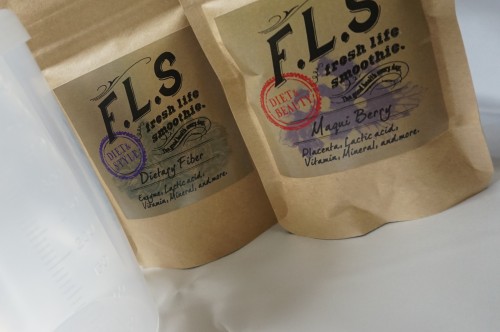 F.L.S
fresh life
smoothie.
DIET&
STYLE
Dietary Fiber
Enzyme, Lactic acid,
Vitamin, Mineral, and more.
F.L.S
fresh life
smoothie.
DIET&
BEAUTY
Maqui Berry
Placenta, Lactic acid,
Vitamin, Mineral, and more.